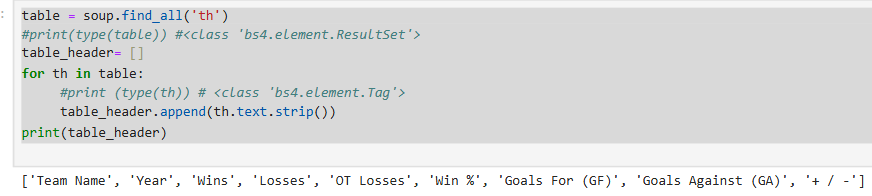 :
table = soup.find_all('th')
#print(type(table)) #<class 'bs4.element.ResultSet'>
table_header= []
for th in table:
     #print (type(th)) # <class 'bs4.element.Tag'>
     table_header.append(th.text.strip())
print(table_header)
['Team Name', 'Year', 'Wins', 'Losses', 'OT Losses', 'Win %', 'Goals For (GF)', 'Goals Against (GA)', '+ / -']